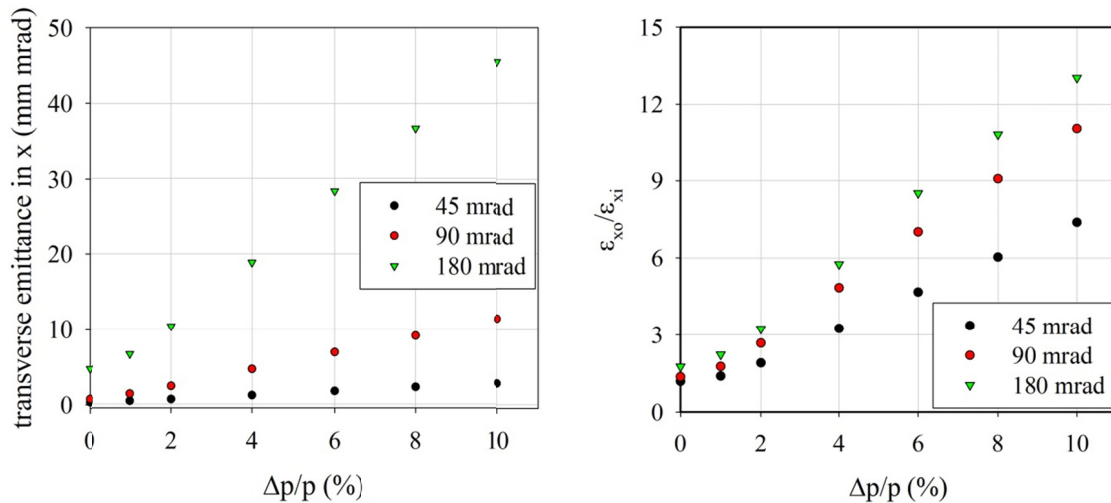 transverse emittance in x (mm mrad)
50
40
30
20
10
0
45 mrad
90 mrad
180 mrad
0 2 4 6 8 10
Δp/p (%)
ε_xo/ε_xi
15
12
9
6
3
0
45 mrad
90 mrad
180 mrad
0 2 4 6 8 10
Δp/p (%)